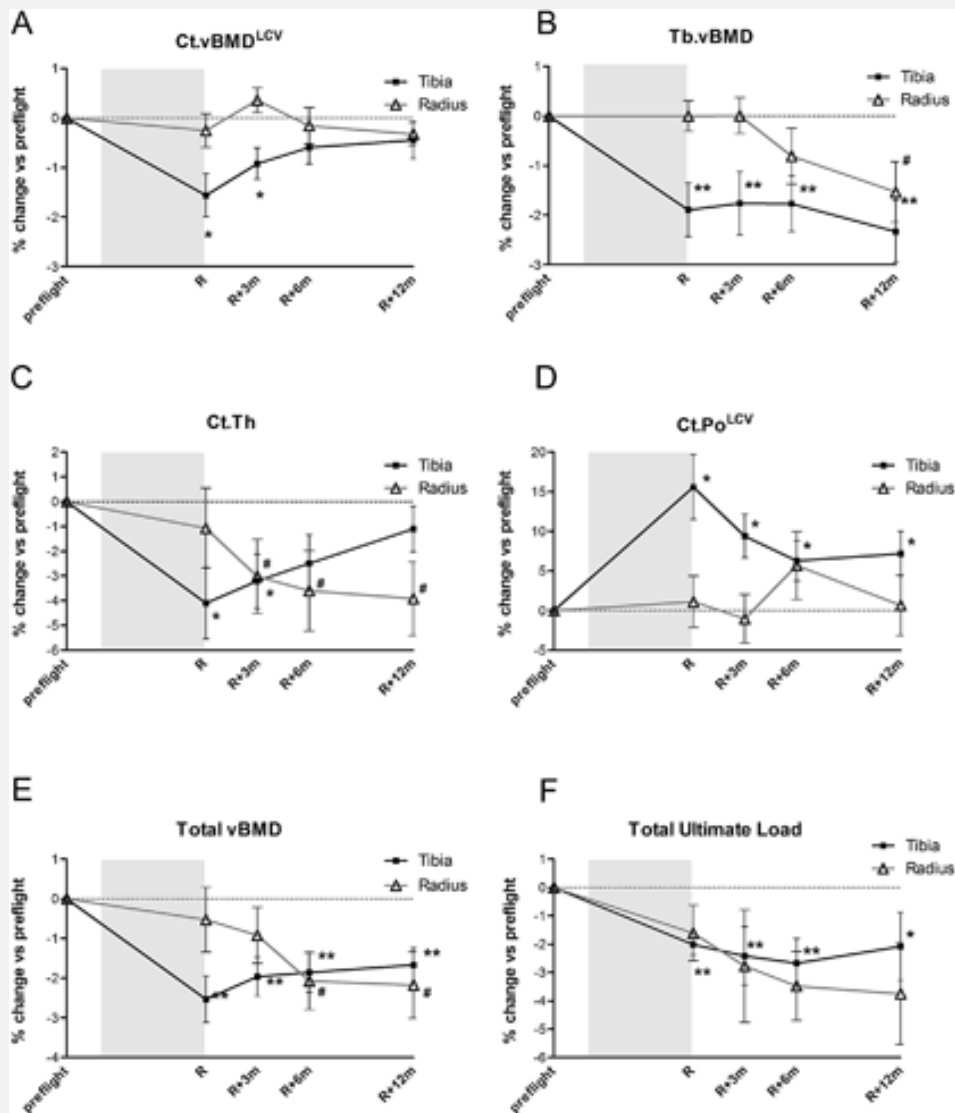 A
Ct.vBMD^LCV
Tibia
Radius
% change vs preflight
1
0
-1
-2
-3
*
*
preflight
R
R+3m
R+6m
R+12m
B
Tb.vBMD
Tibia
Radius
% change vs preflight
1
0
-1
-2
-3
**
**
**
#
**
preflight
R
R+3m
R+6m
R+12m
C
Ct.Th
Tibia
Radius
% change vs preflight
2
1
0
-1
-2
-3
-4
-5
-6
*
#
*
#
#
preflight
R
R+3m
R+6m
R+12m
D
Ct.Po^LCV
Tibia
Radius
% change vs preflight
20
15
10
5
0
-5
*
*
*
*
preflight
R
R+3m
R+6m
R+12m
E
Total vBMD
Tibia
Radius
% change vs preflight
1
0
-1
-2
-3
-4
**
**
**
#
**
#
preflight
R
R+3m
R+6m
R+12m
F
Total Ultimate Load
Tibia
Radius
% change vs preflight
1
0
-1
-2
-3
-4
-5
-6
**
**
**
*
preflight
R
R+3m
R+6m
R+12m